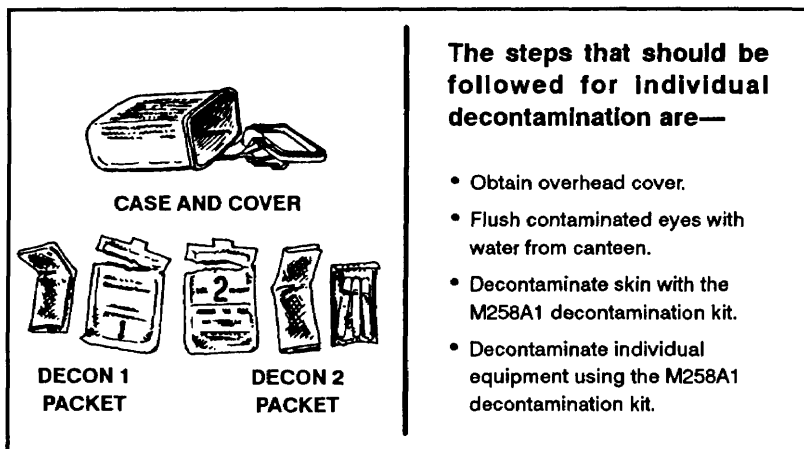 CASE AND COVER
1
2
DECON 1
PACKET
DECON 2
PACKET
The steps that should be
followed for individual
decontamination are—
• Obtain overhead cover.
• Flush contaminated eyes with
water from canteen.
• Decontaminate skin with the
M258A1 decontamination kit.
• Decontaminate individual
equipment using the M258A1
decontamination kit.